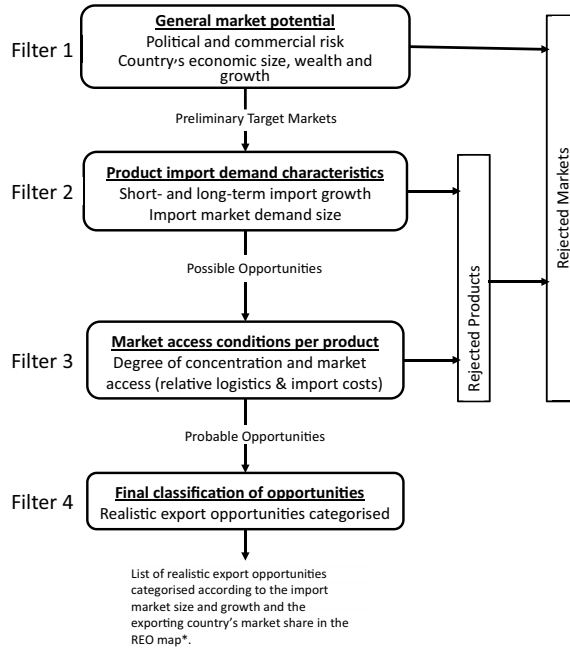 Filter 1
General market potential
Political and commercial risk
Country's economic size, wealth and
growth
Preliminary Target Markets
Filter 2
Product import demand characteristics
Short- and long-term import growth
Import market demand size
Possible Opportunities
Filter 3
Market access conditions per product
Degree of concentration and market
access (relative logistics & import costs)
Probable Opportunities
Filter 4
Final classification of opportunities
Realistic export opportunities categorised
List of realistic export opportunities
categorised according to the import
market size and growth and the
exporting country's market share in the
REO map*.
Rejected Products
Rejected Markets